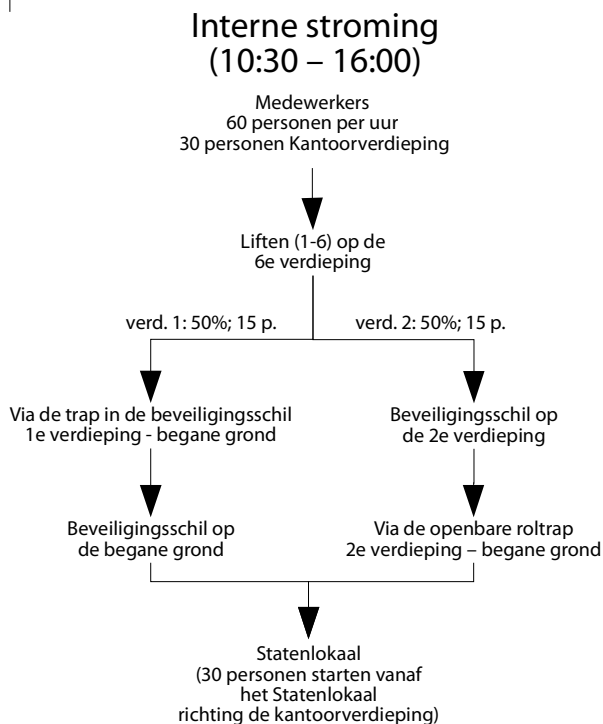 Interne stroming
(10:30 – 16:00)
Medewerkers
60 personen per uur
30 personen Kantoorverdieping
Liften (1-6) op de
6e verdieping
verd. 1: 50%; 15 p.
verd. 2: 50%; 15 p.
Via de trap in de beveiligingsschil
1e verdieping - begane grond
Beveiligingsschil op
de 2e verdieping
Beveiligingsschil op
de begane grond
Via de openbare roltrap
2e verdieping – begane grond
Statenlokaal
(30 personen starten vanaf
het Statenlokaal
richting de kantoorverdieping)